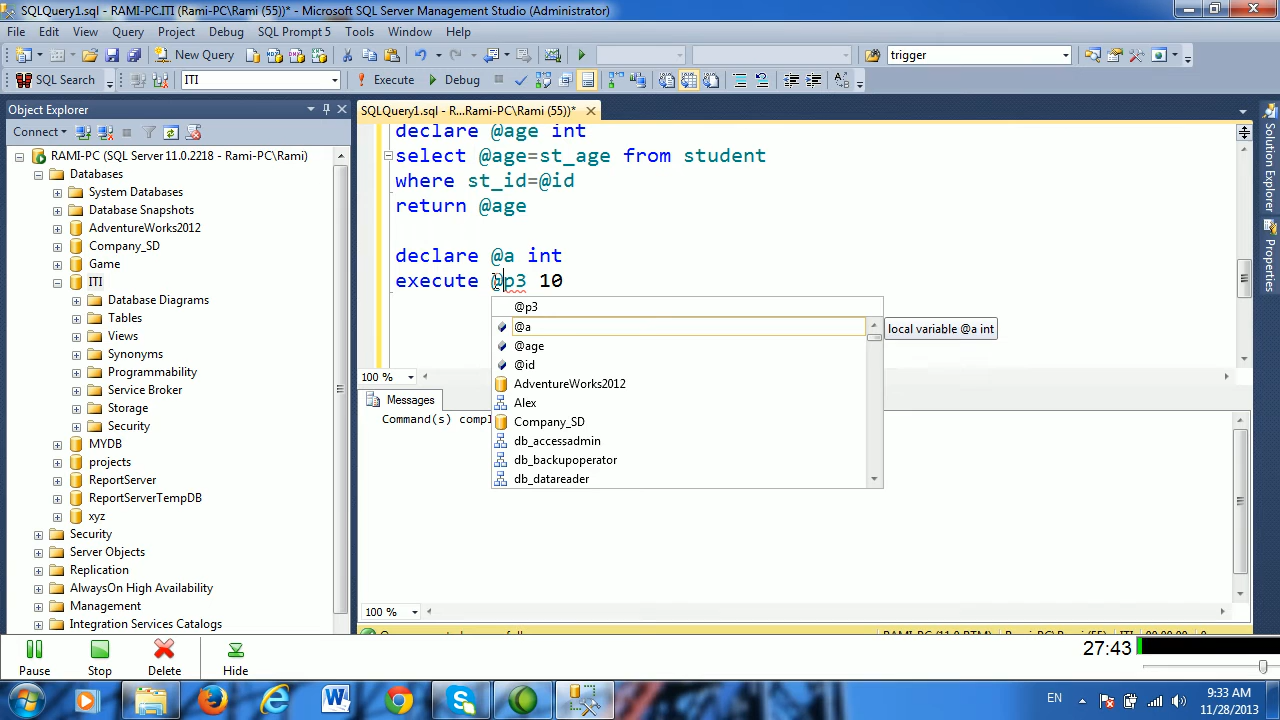 SQLQuery1.sql - RAMI-PC.ITI (Rami-PC\Rami (55))* - Microsoft SQL Server Management Studio (Administrator)
File Edit View Query Project Debug SQL Prompt 5 Tools Window Help
New Query trigger
SQL Search ITI Execute Debug
Object Explorer
Connect
RAMI-PC (SQL Server 11.0.2218 - Rami-PC\Rami)
Databases
System Databases
Database Snapshots
AdventureWorks2012
Company_SD
Game
ITI
Database Diagrams
Tables
Views
Synonyms
Programmability
Service Broker
Storage
Security
MYDB
projects
ReportServer
ReportServerTempDB
xyz
Security
Server Objects
Replication
AlwaysOn High Availability
Management
Integration Services Catalogs
SQLQuery1.sql - R...Rami-PC\Rami (55))*
declare @age int
select @age=st_age from student
where st_id=@id
return @age
declare @a int
execute @p3 10
@p3
@a
@age
@id
AdventureWorks2012
Alex
Company_SD
db_accessadmin
db_backupoperator
db_datareader
local variable @a int
100 %
Messages
Command(s) compl
100 %
Solution Explorer
Properties
Pause Stop Delete Hide
27:43
EN
9:33 AM
11/28/2013